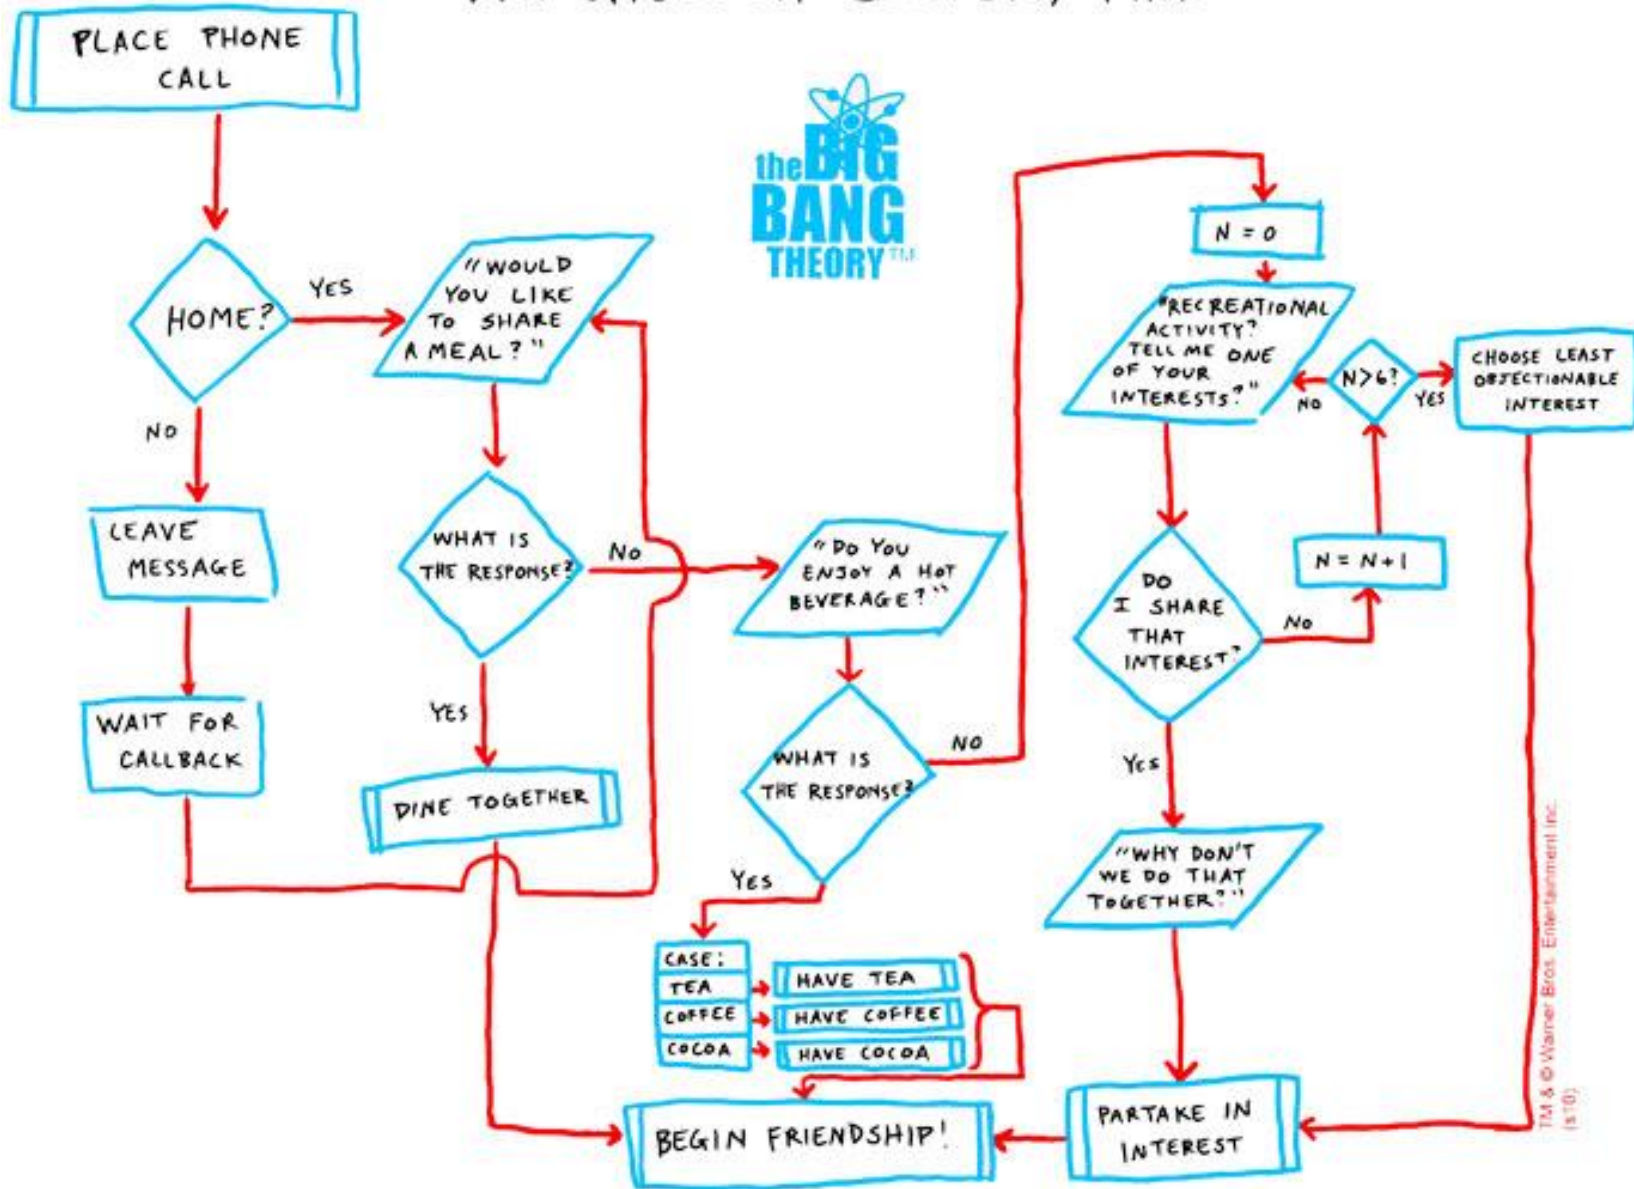 PLACE PHONE
CALL
the BIG
BANG
THEORY™
HOME?
YES
NO
"WOULD
YOU LIKE
TO SHARE
A MEAL?"
LEAVE
MESSAGE
WAIT FOR
CALLBACK
WHAT IS
THE RESPONSE?
NO
YES
DINE TOGETHER
"DO YOU
ENJOY A HOT
BEVERAGE?"
WHAT IS
THE RESPONSE?
NO
YES
CASE:
TEA
HAVE TEA
COFFEE
HAVE COFFEE
COCOA
HAVE COCOA
N = 0
"RECREATIONAL
ACTIVITY?
TELL ME ONE
OF YOUR
INTERESTS?"
N>6?
NO
YES
CHOOSE LEAST
OBJECTIONABLE
INTEREST
N = N+1
DO
I SHARE
THAT
INTEREST?
NO
YES
"WHY DON'T
WE DO THAT
TOGETHER?"
PARTAKE IN
INTEREST
BEGIN FRIENDSHIP!
TM & © Warner Bros. Entertainment Inc.
(s10)